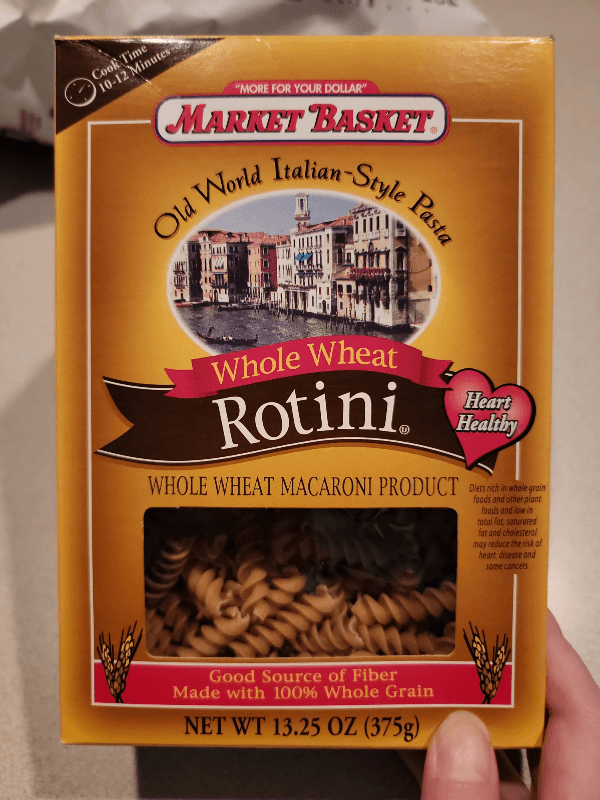 Cook Time
10-12 Minutes
"MORE FOR YOUR DOLLAR"
MARKET BASKET®
Old World Italian-Style Pasta
Whole Wheat
Rotini
Heart
Healthy
WHOLE WHEAT MACARONI PRODUCT
Diets rich in whole grain
foods and other plant
foods and low in
total fat, saturated
fat and cholesterol
may reduce the risk of
heart disease and
some cancers
Good Source of Fiber
Made with 100% Whole Grain
NET WT 13.25 OZ (375g)